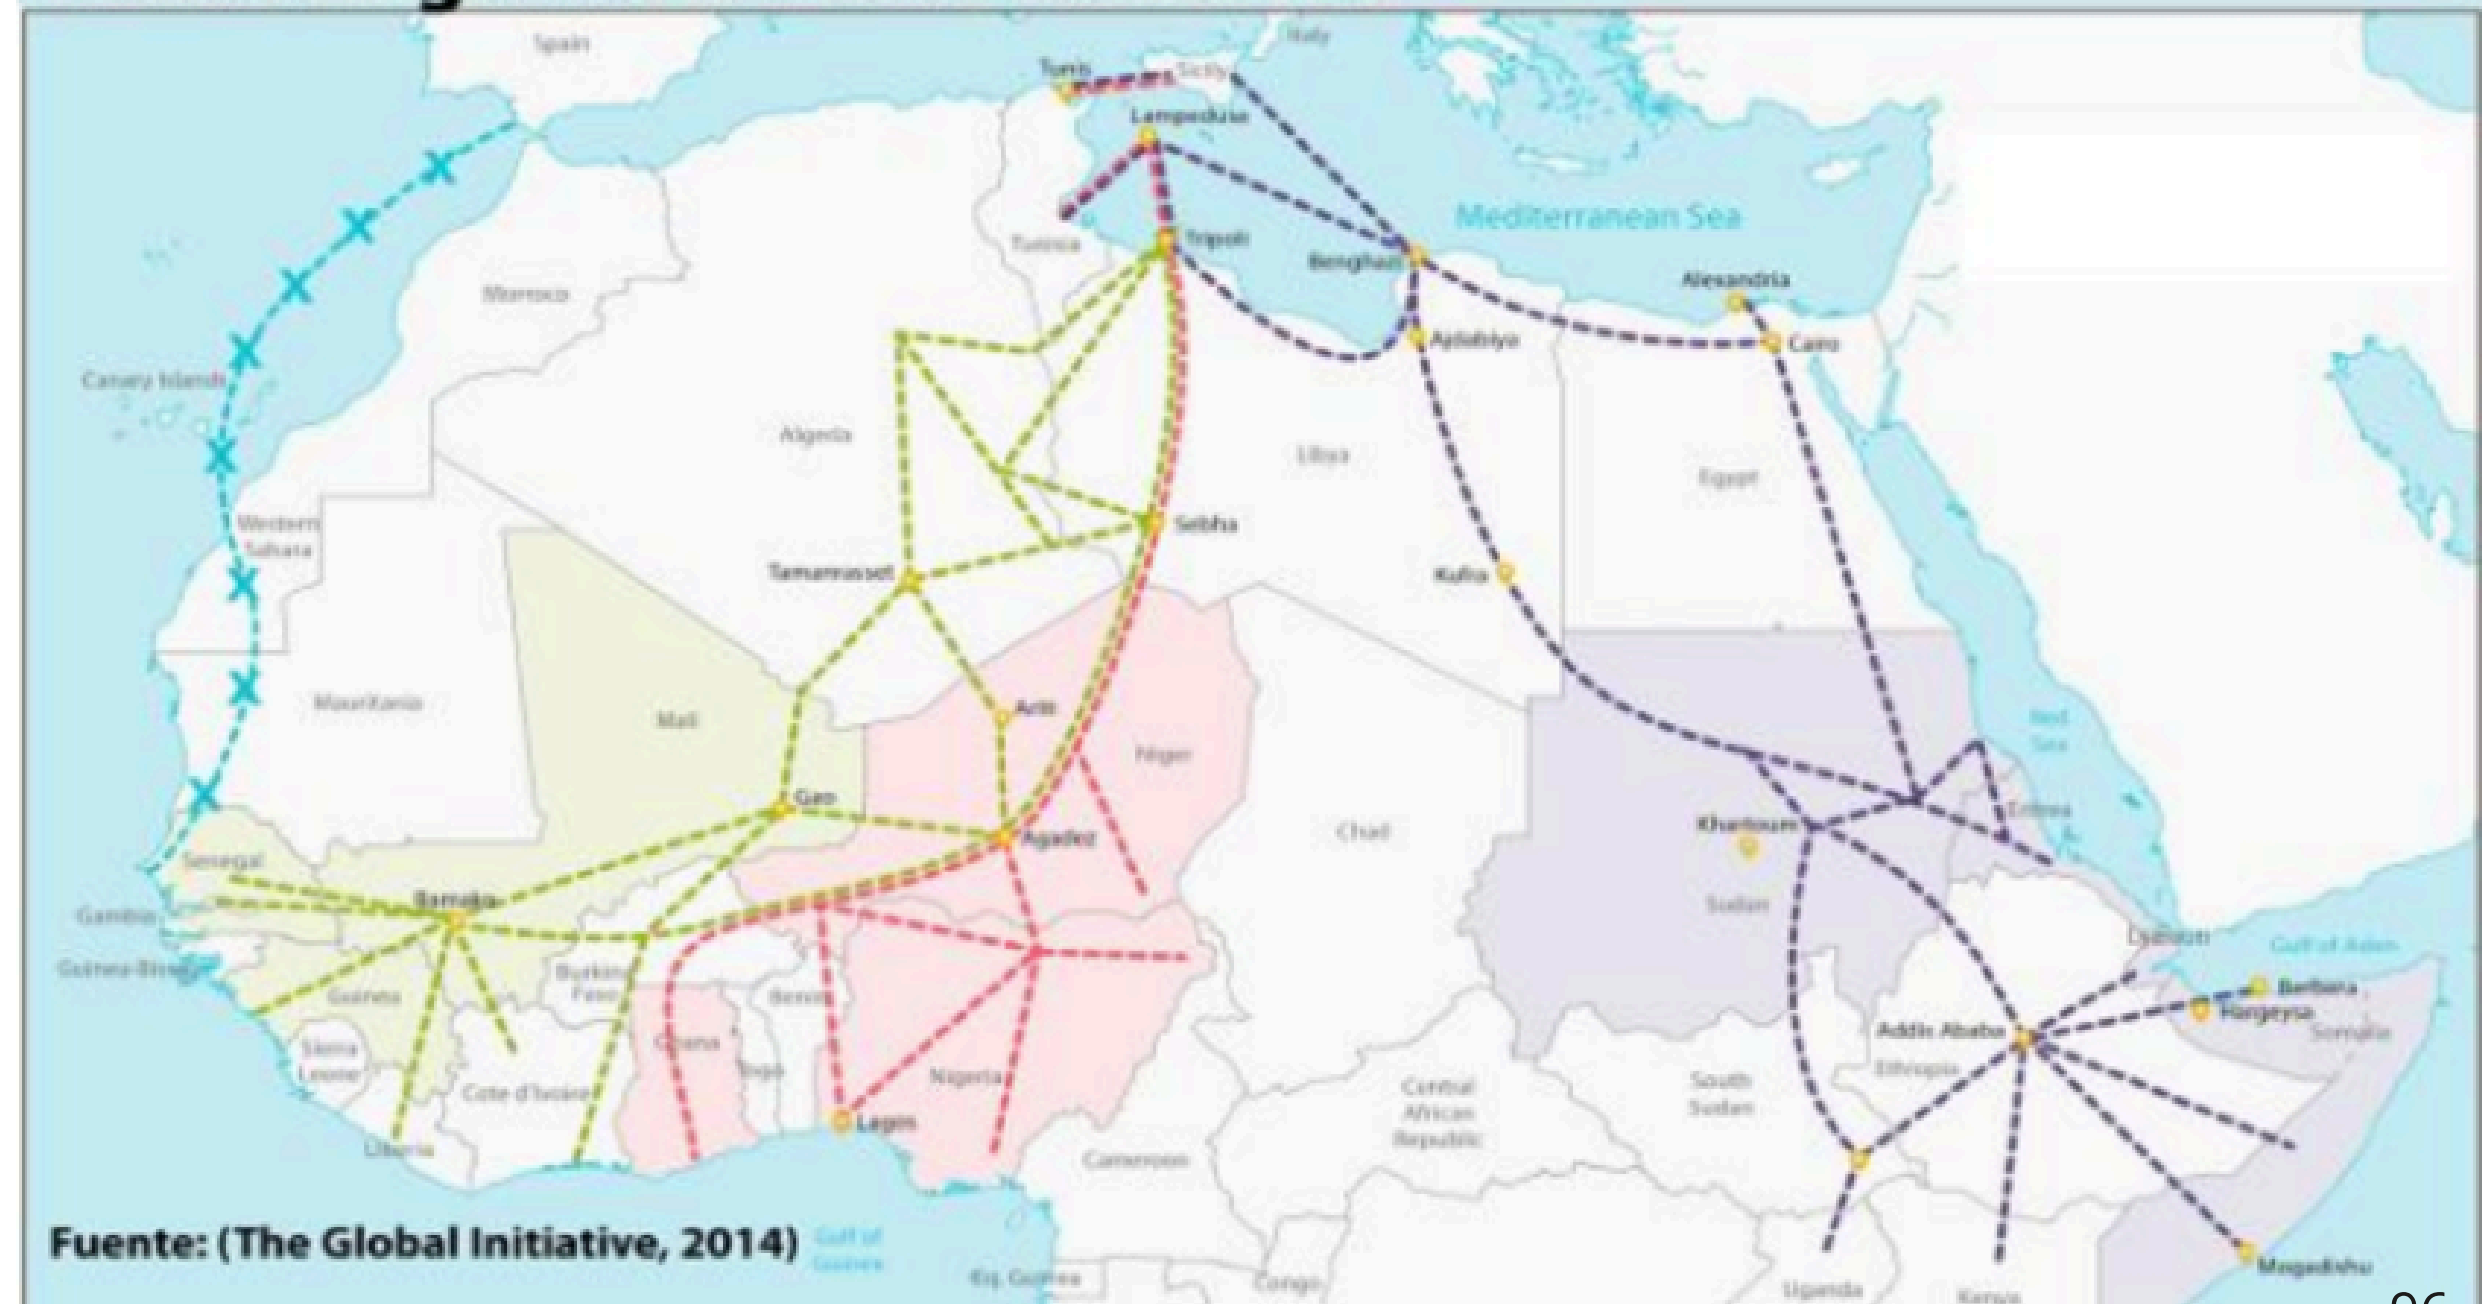 Spain
Italy
Tunis
Sicily
Lampeduse
Mediterranean Sea
Tripoli
Tunisia
Benghazi
Alexandria
Morroco
Ajdabiya
Cairo
Canary Islands
Algeria
Libya
Egypt
Western
Sahara
Sebha
Tamanrasset
Kufra
Mauritania
Mali
Arlit
Red
Sea
Niger
Gao
Eritrea
Khartoum
Chad
Agadez
Senegal
Bamako
Sudan
Gambia
Djibouti
Gulf of Aden
Guinea-Bissau
Burkina
Faso
Guinea
Benin
Berbera
Hargeysa
Addis Ababa
Somalia
Sierra
Leone
Ghana
Togo
Ethiopia
Nigeria
Cote d'Ivoire
Central
African
Republic
South
Sudan
Lagos
Liberia
Cameroon
Fuente: (The Global Initiative, 2014)
Gulf of
Guinea
Mogadishu
Eq. Guinea
Congo
Uganda
Kenya